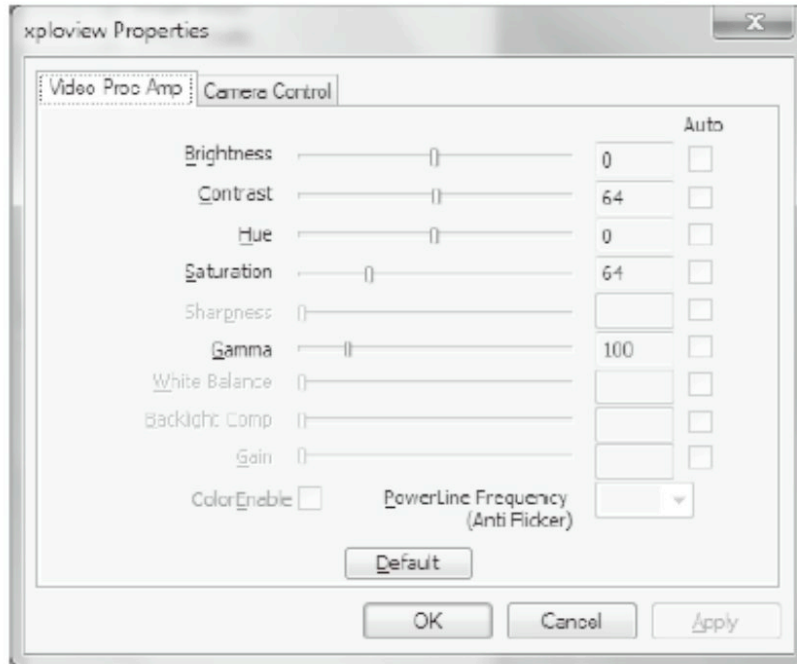 xploview Properties
Video Proc Amp
Camera Control
Auto
Brightness 0
Contrast 64
Hue 0
Saturation 64
Sharpness
Gamma 100
White Balance
Backlight Comp
Gain
ColorEnable PowerLine Frequency
(Anti Flicker)
Default
OK Cancel Apply